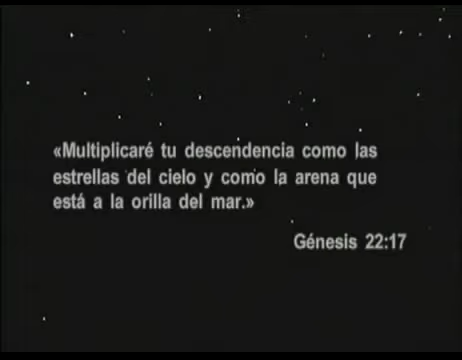 «Multiplicaré tu descendencia como las
estrellas del cielo y como la arena que
está a la orilla del mar.»
Génesis 22:17